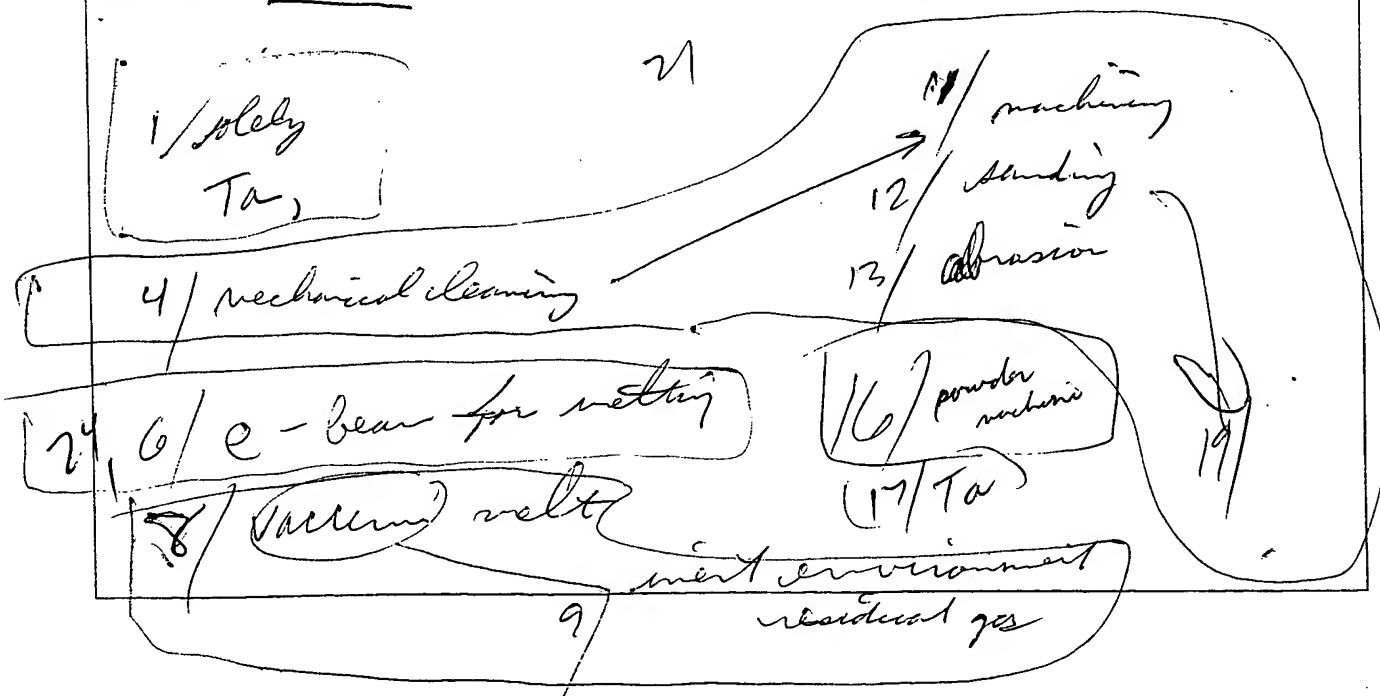 21
1/ solely
Ta,
4/ mechanical cleaning
11/ machining
12/ sanding
13/ abrasion
24, 6/ e-beam for melting
16/ powder
17/ Ta
19/
8/ vacuum melt
inert environment
9/ residual gas